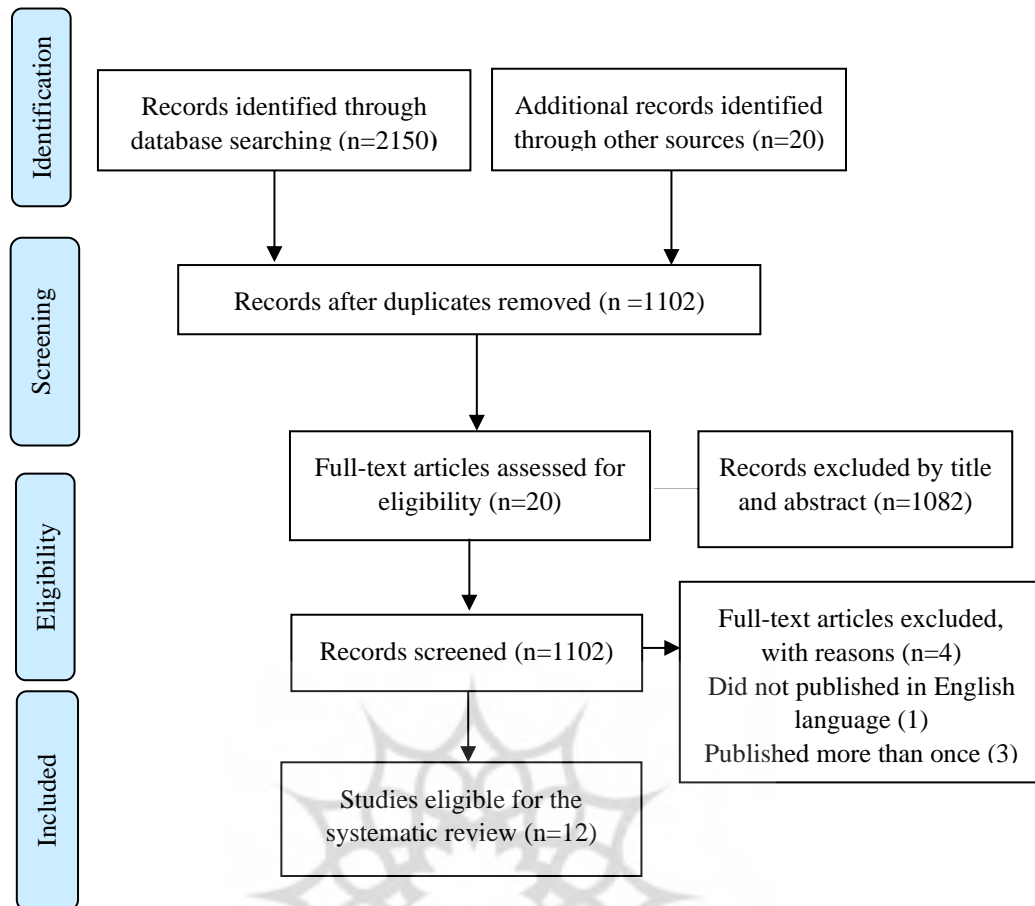 Identification
Records identified through
database searching (n=2150)
Additional records identified
through other sources (n=20)
Screening
Records after duplicates removed (n =1102)
Full-text articles assessed for
eligibility (n=20)
Records excluded by title
and abstract (n=1082)
Eligibility
Records screened (n=1102)
Full-text articles excluded,
with reasons (n=4)
Did not published in English
language (1)
Published more than once (3)
Included
Studies eligible for the
systematic review (n=12)